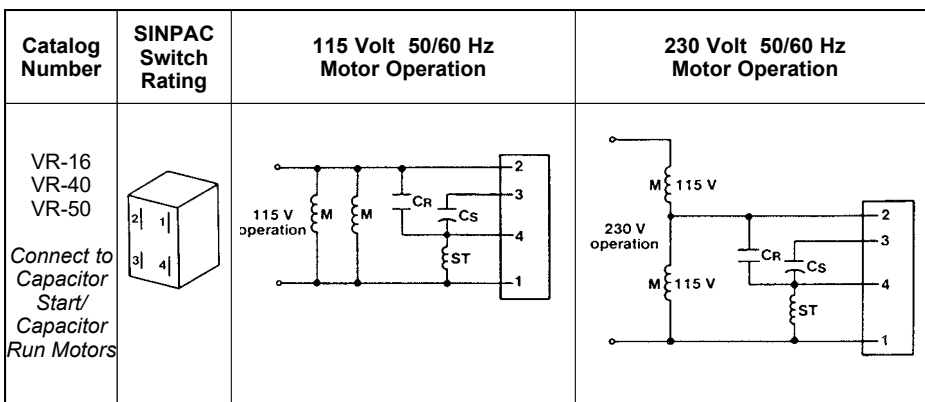 Catalog
Number
SINPAC
Switch
Rating
115 Volt 50/60 Hz
Motor Operation
230 Volt 50/60 Hz
Motor Operation
VR-16
VR-40
VR-50
Connect to
Capacitor
Start/
Capacitor
Run Motors
2 1
3 4
115 V
operation
M M
CR
CS
ST
2
3
4
1
230 V
operation
M 115 V
M 115 V
CR
CS
ST
2
3
4
1